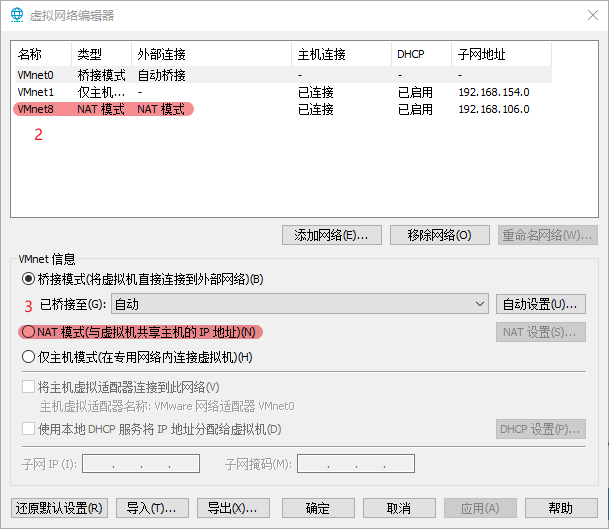 虚拟网络编辑器
名称 类型 外部连接 主机连接 DHCP 子网地址
VMnet0 桥接模式 自动桥接 - - -
VMnet1 仅主机... - 已连接 已启用 192.168.154.0
VMnet8 NAT 模式 NAT 模式 已连接 已启用 192.168.106.0
2
添加网络(E)... 移除网络(O) 重命名网络(W)...
VMnet 信息
桥接模式(将虚拟机直接连接到外部网络)(B)
3 已桥接至(G): 自动 自动设置(U)...
NAT 模式(与虚拟机共享主机的 IP 地址)(N) NAT 设置(S)...
仅主机模式(在专用网络内连接虚拟机)(H)
将主机虚拟适配器连接到此网络(V)
主机虚拟适配器名称: VMware 网络适配器 VMnet0
使用本地 DHCP 服务将 IP 地址分配给虚拟机(D) DHCP 设置(P)...
子网 IP (I): . . . 子网掩码(M): . . .
还原默认设置(R) 导入(T)... 导出(X)... 确定 取消 应用(A) 帮助